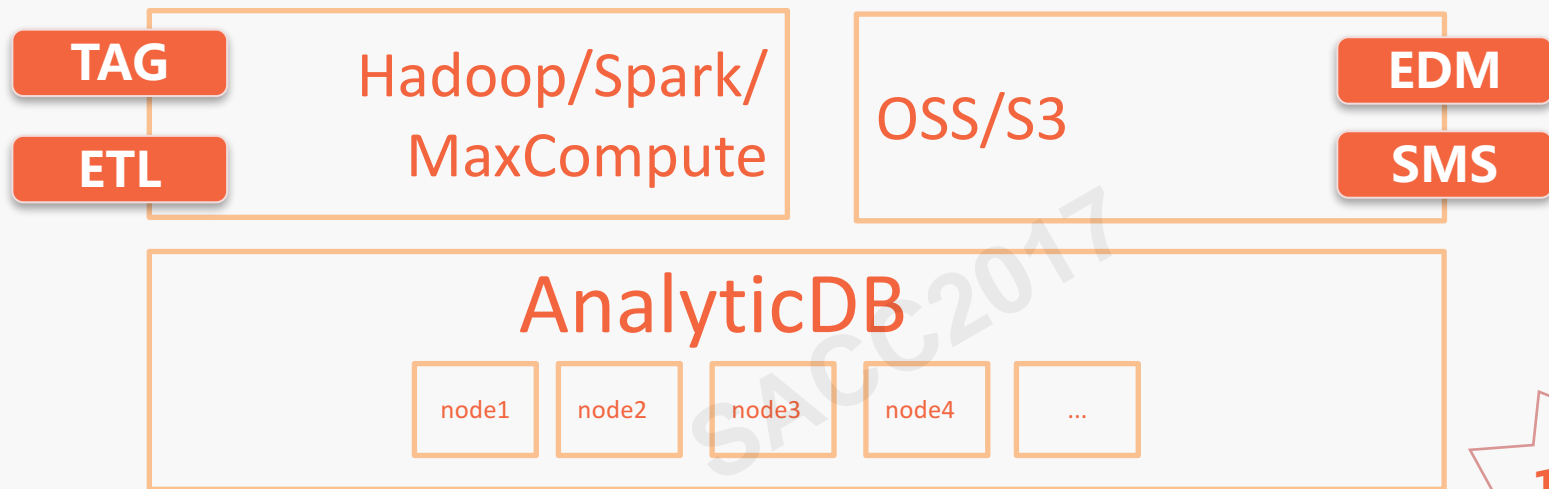 TAG
ETL
Hadoop/Spark/
MaxCompute
OSS/S3
EDM
SMS
AnalyticDB
node1
node2
node3
node4
...
SACC2017